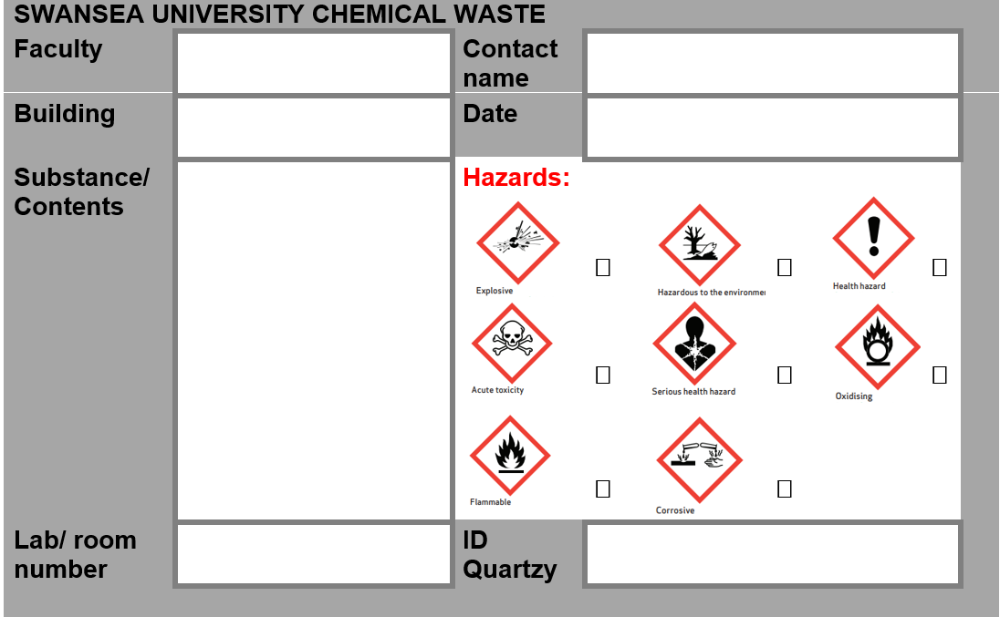 SWANSEA UNIVERSITY CHEMICAL WASTE
Faculty
Contact
name
Building
Date
Substance/
Contents
Hazards:
Explosive
Hazardous to the environme
Health hazard
Acute toxicity
Serious health hazard
Oxidising
Flammable
Corrosive
Lab/ room
number
ID
Quartzy